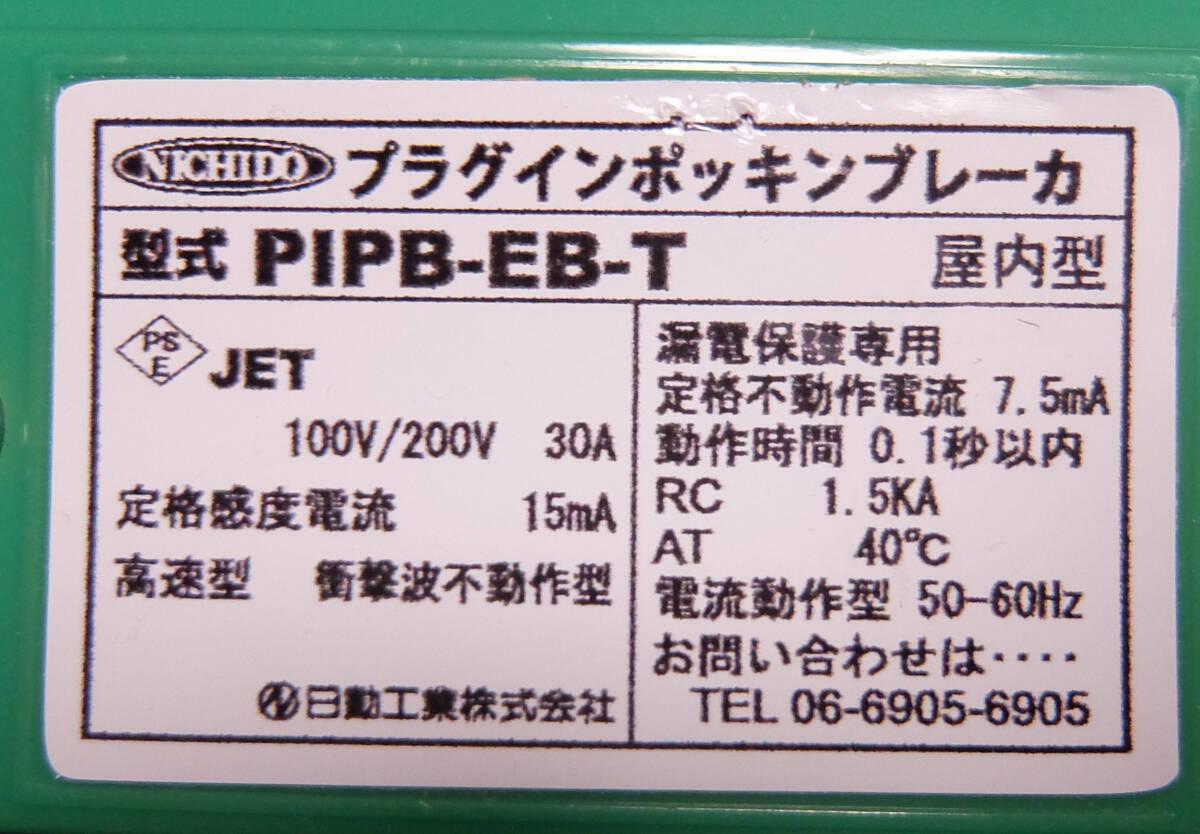 NICHIDO プラグインポッキンブレーカ
型式 PIPB-EB-T 屋内型
PS
E JET
100V/200V 30A
定格感度電流 15mA
高速型 衝撃波不動作型
日動工業株式会社
漏電保護専用
定格不動作電流 7.5mA
動作時間 0.1秒以内
RC 1.5KA
AT 40℃
電流動作型 50-60Hz
お問い合わせは‥‥
TEL 06-6905-6905